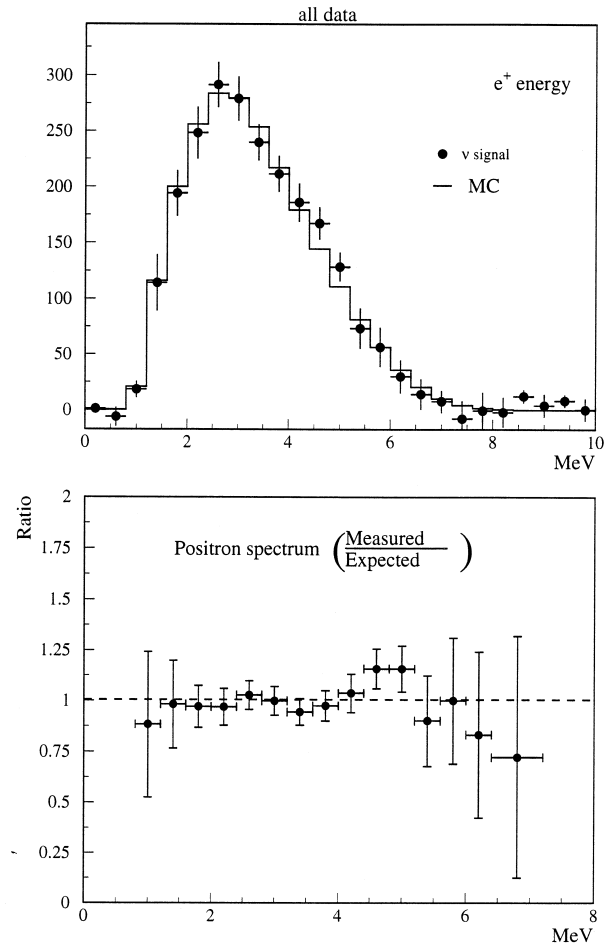 all data
300
250
200
150
100
50
0
e+ energy
ν signal
MC
0 2 4 6 8 10
MeV
Ratio
2
1.75
1.5
1.25
1
0.75
0.5
0.25
0
Positron spectrum (Measured
Expected)
0 2 4 6 8
MeV